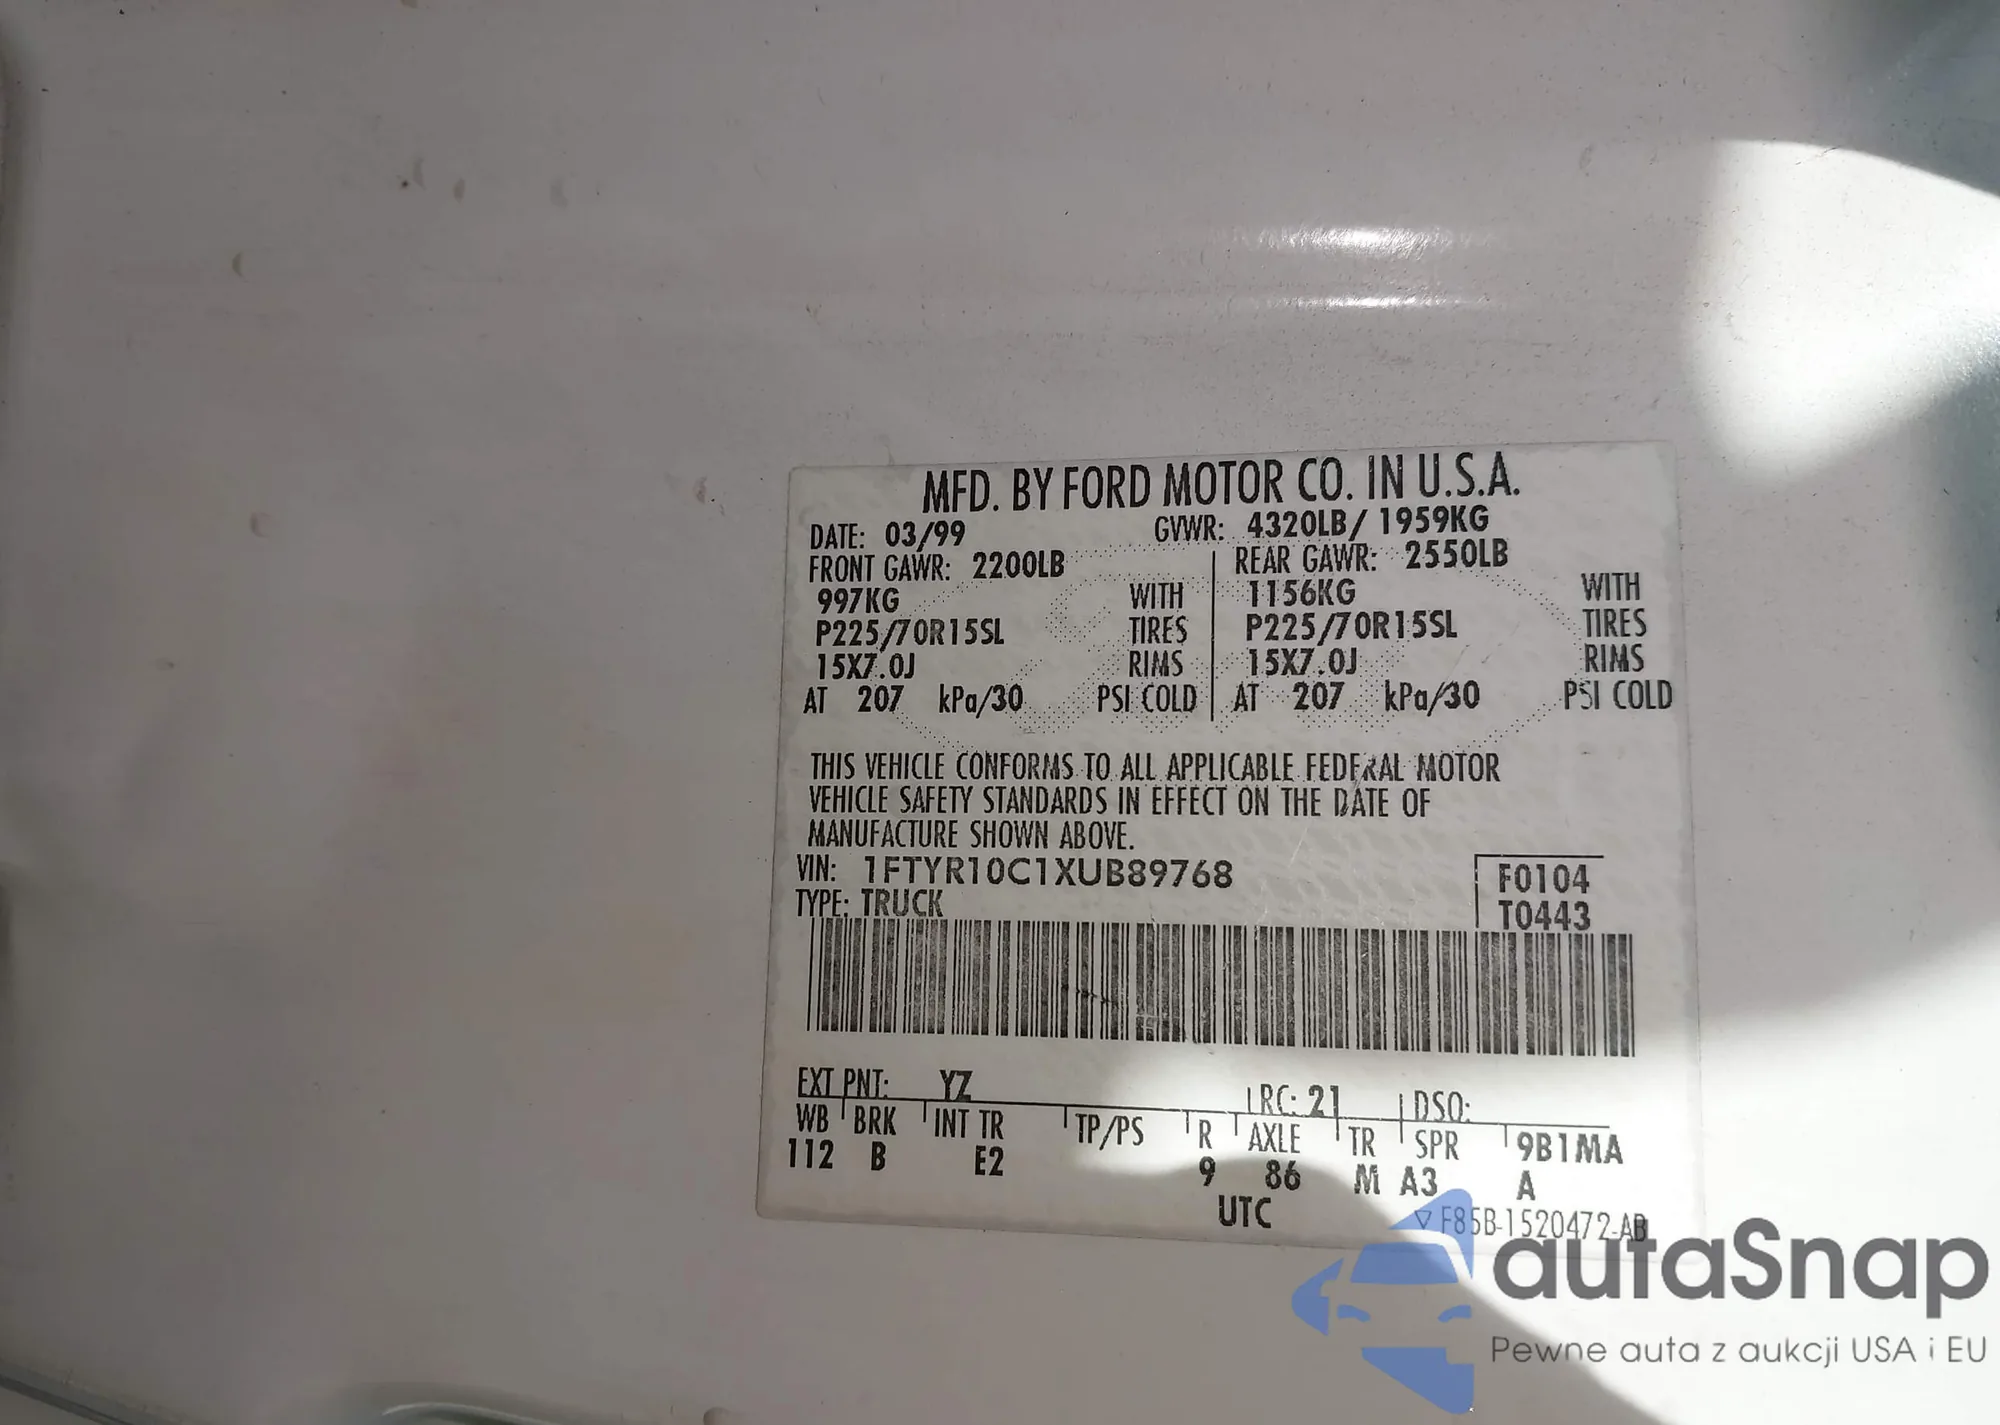 MFD. BY FORD MOTOR CO. IN U.S.A.
DATE: 03/99 GVWR: 4320LB/ 1959KG
FRONT GAWR: 2200LB REAR GAWR: 2550LB
997KG WITH 1156KG WITH
P225/70R15SL TIRES P225/70R15SL TIRES
15X7.0J RIMS 15X7.0J RIMS
AT 207 kPa/30 PSI COLD AT 207 kPa/30 PSI COLD
THIS VEHICLE CONFORMS TO ALL APPLICABLE FEDERAL MOTOR
VEHICLE SAFETY STANDARDS IN EFFECT ON THE DATE OF
MANUFACTURE SHOWN ABOVE.
VIN: 1FTYR10C1XUB89768 F0104
TYPE: TRUCK T0443
EXT PNT: YZ RC: 21 DSO:
WB BRK INT TR TP/PS R AXLE TR SPR 9B1MA
112 B E2 9 86 M A3 A
UTC ▽ F85B-1520472-AB
autaSnap
Pewne auta z aukcji USA i EU